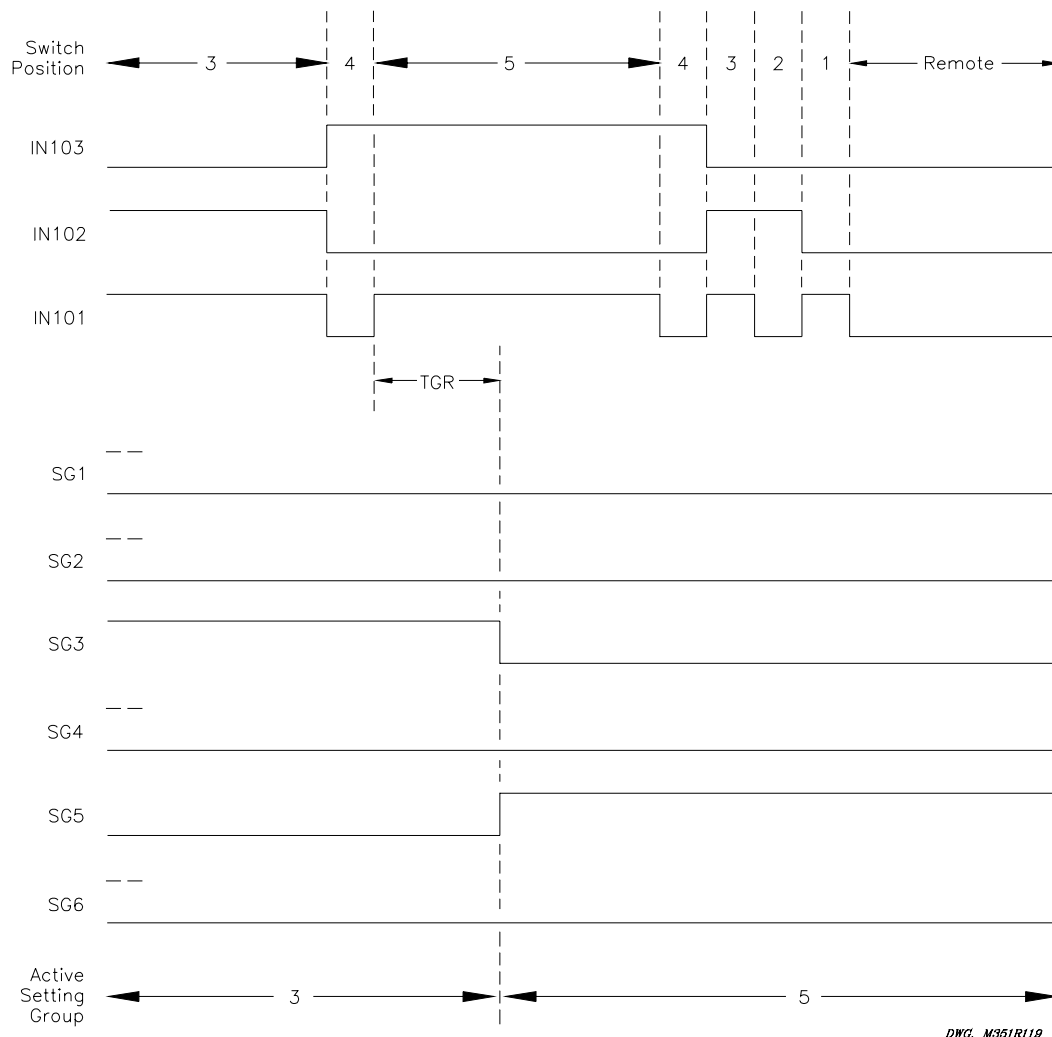 Switch
Position
3
4
5
4
3
2
1
Remote
IN103
IN102
IN101
TGR
SG1
SG2
SG3
SG4
SG5
SG6
Active
Setting
Group
3
5
DWG. M351R119